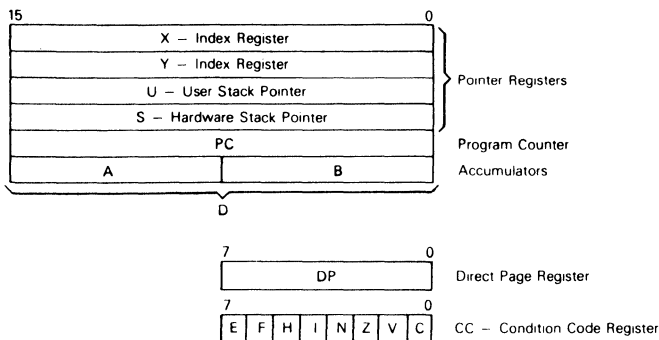 15 0
X – Index Register
Y – Index Register
U – User Stack Pointer
S – Hardware Stack Pointer
Pointer Registers
PC Program Counter
A B Accumulators
D
7 0
DP Direct Page Register
7 0
E F H I N Z V C CC – Condition Code Register